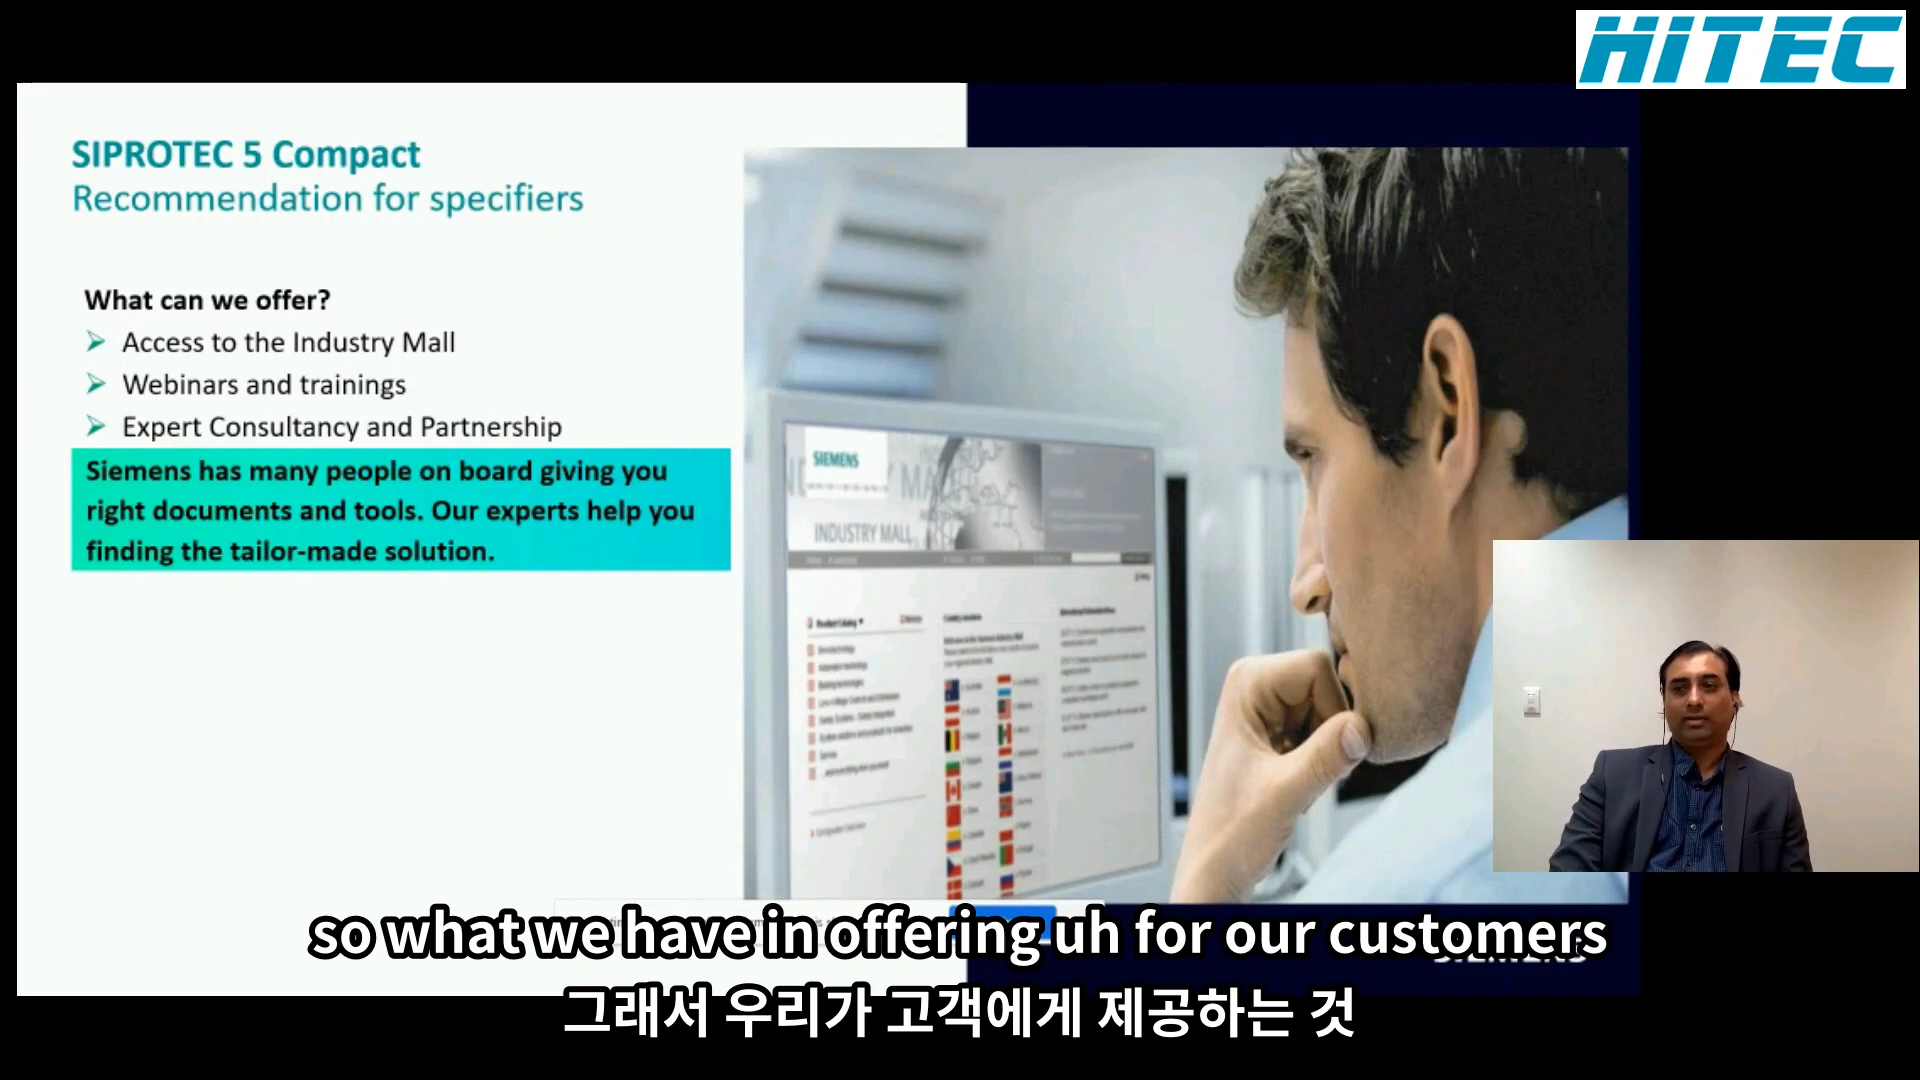 HITEC
SIPROTEC 5 Compact
Recommendation for specifiers
What can we offer?
Access to the Industry Mall
Webinars and trainings
Expert Consultancy and Partnership
Siemens has many people on board giving you
right documents and tools. Our experts help you
finding the tailor-made solution.
SIEMENS
INDUSTRY MALL
Product Catalog
so what we have in offering uh for our customers
그래서 우리가 고객에게 제공하는 것